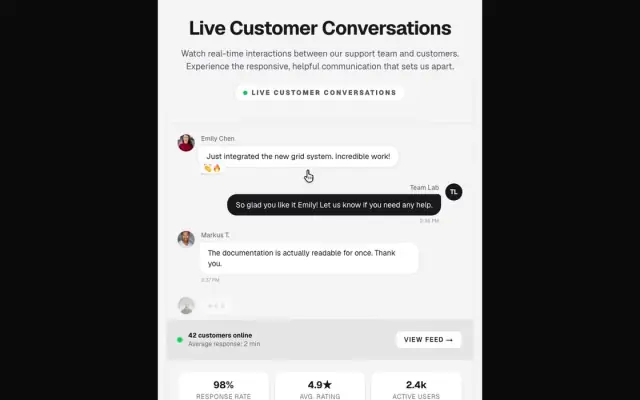 Live Customer Conversations
Watch real-time interactions between our support team and customers.
Experience the responsive, helpful communication that sets us apart.
LIVE CUSTOMER CONVERSATIONS
Emily Chen
Just integrated the new grid system. Incredible work!
Team Lab
So glad you like it Emily! Let us know if you need any help.
TL
Markus T.
The documentation is actually readable for once. Thank
you.
3:37 PM
42 customers online
Average response: 2 min
VIEW FEED →
98%
RESPONSE RATE
4.9★
AVG. RATING
2.4k
ACTIVE USERS